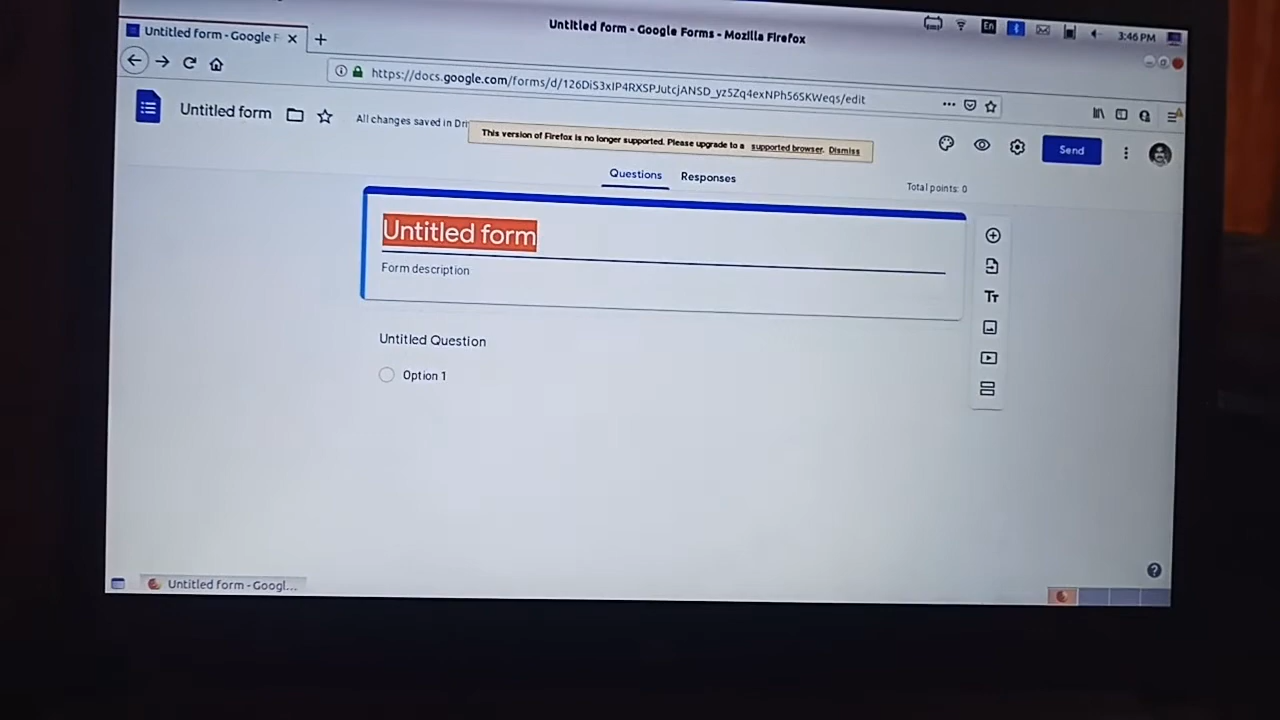 Untitled form - Google Forms - Mozilla Firefox
En
3:46 PM
Untitled form - Google F
https://docs.google.com/forms/d/126DiS3xIP4RXSPJutcjANSD_yz5Zq4exNPh56SKWeqs/edit
Untitled form
All changes saved in Dri
This version of Firefox is no longer supported. Please upgrade to a supported browser. Dismiss
Send
Questions
Responses
Total points: 0
Untitled form
Form description
Tt
Untitled Question
Option 1
Untitled form - Googl...